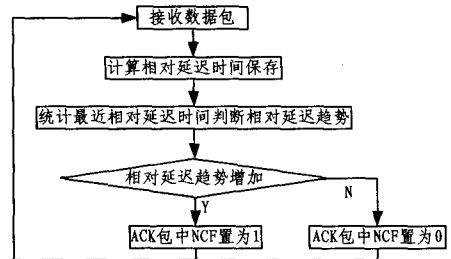 接收数据包
计算相对延迟时间保存
统计最近相对延迟时间判断相对延迟趋势
相对延迟趋势增加
N
Y
ACK包中NCF置为1
ACK包中NCF置为0